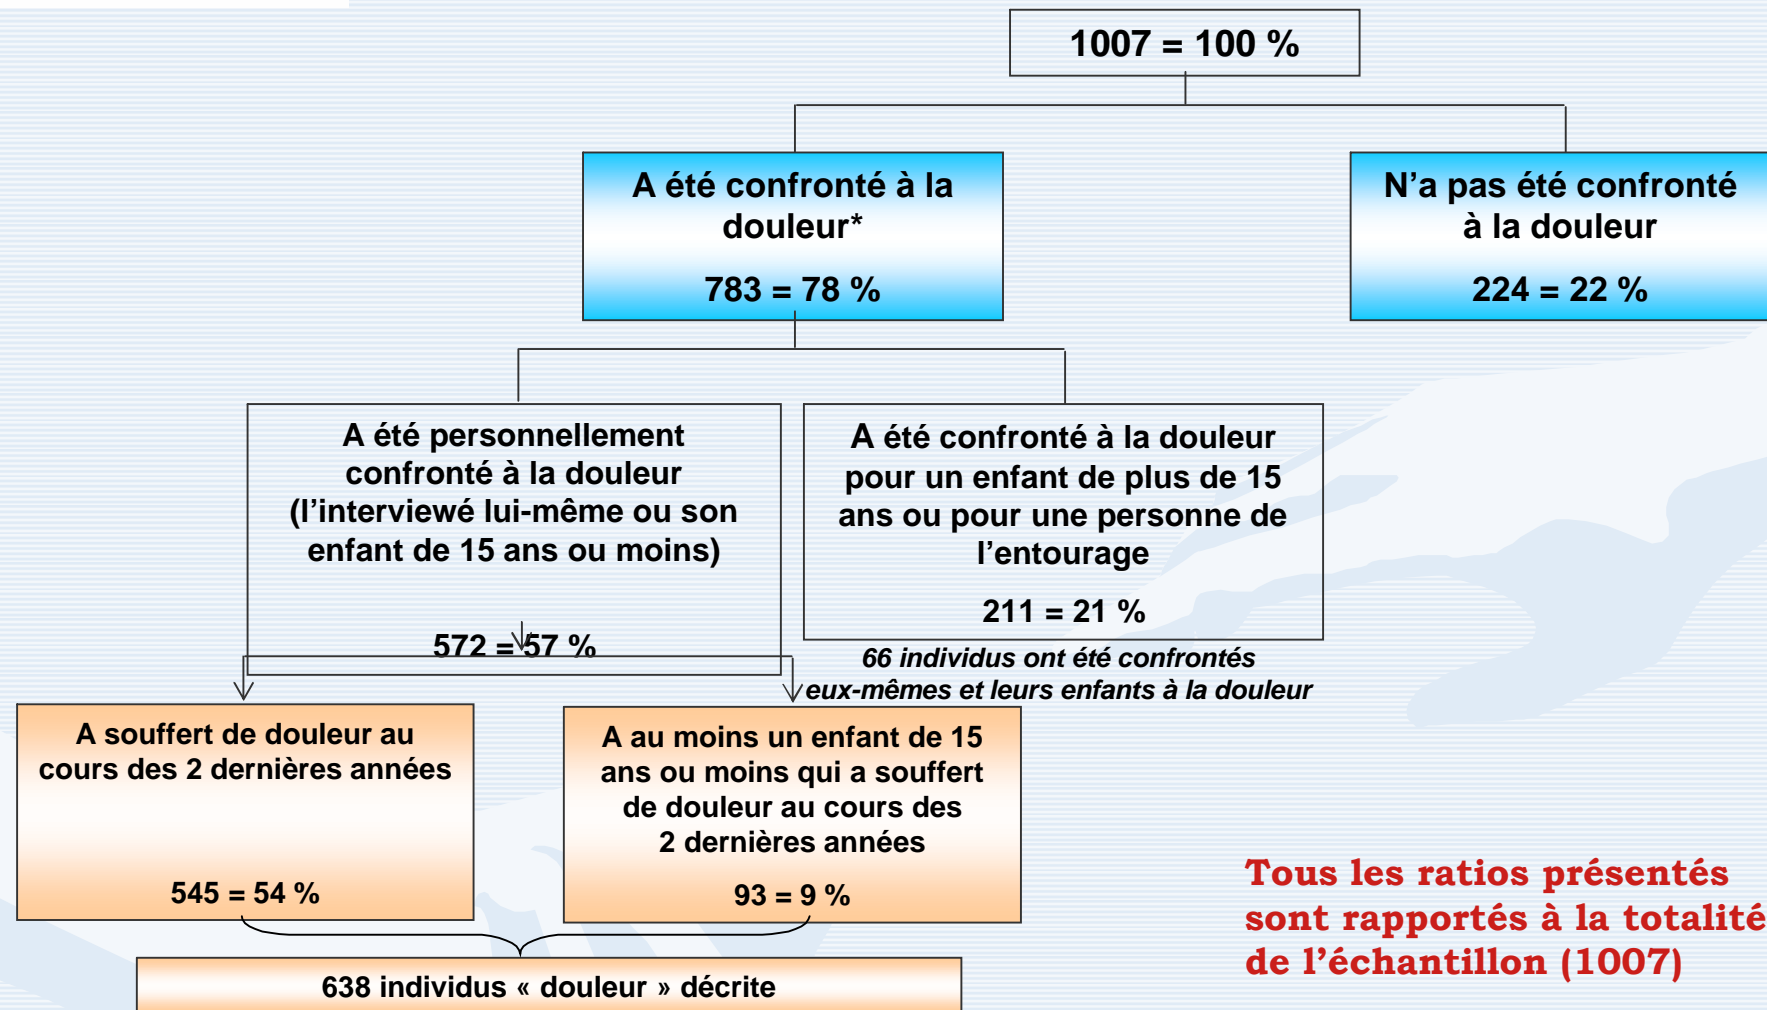 1007 = 100 %
A été confronté à la
douleur*
783 = 78 %
N’a pas été confronté
à la douleur
224 = 22 %
A été personnellement
confronté à la douleur
(l’interviewé lui-même ou son
enfant de 15 ans ou moins)
572 = 57 %
A été confronté à la douleur
pour un enfant de plus de 15
ans ou pour une personne de
l’entourage
211 = 21 %
66 individus ont été confrontés
eux-mêmes et leurs enfants à la douleur
A souffert de douleur au
cours des 2 dernières années
545 = 54 %
A au moins un enfant de 15
ans ou moins qui a souffert
de douleur au cours des
2 dernières années
93 = 9 %
638 individus « douleur » décrite
Tous les ratios présentés
sont rapportés à la totalité
de l’échantillon (1007)